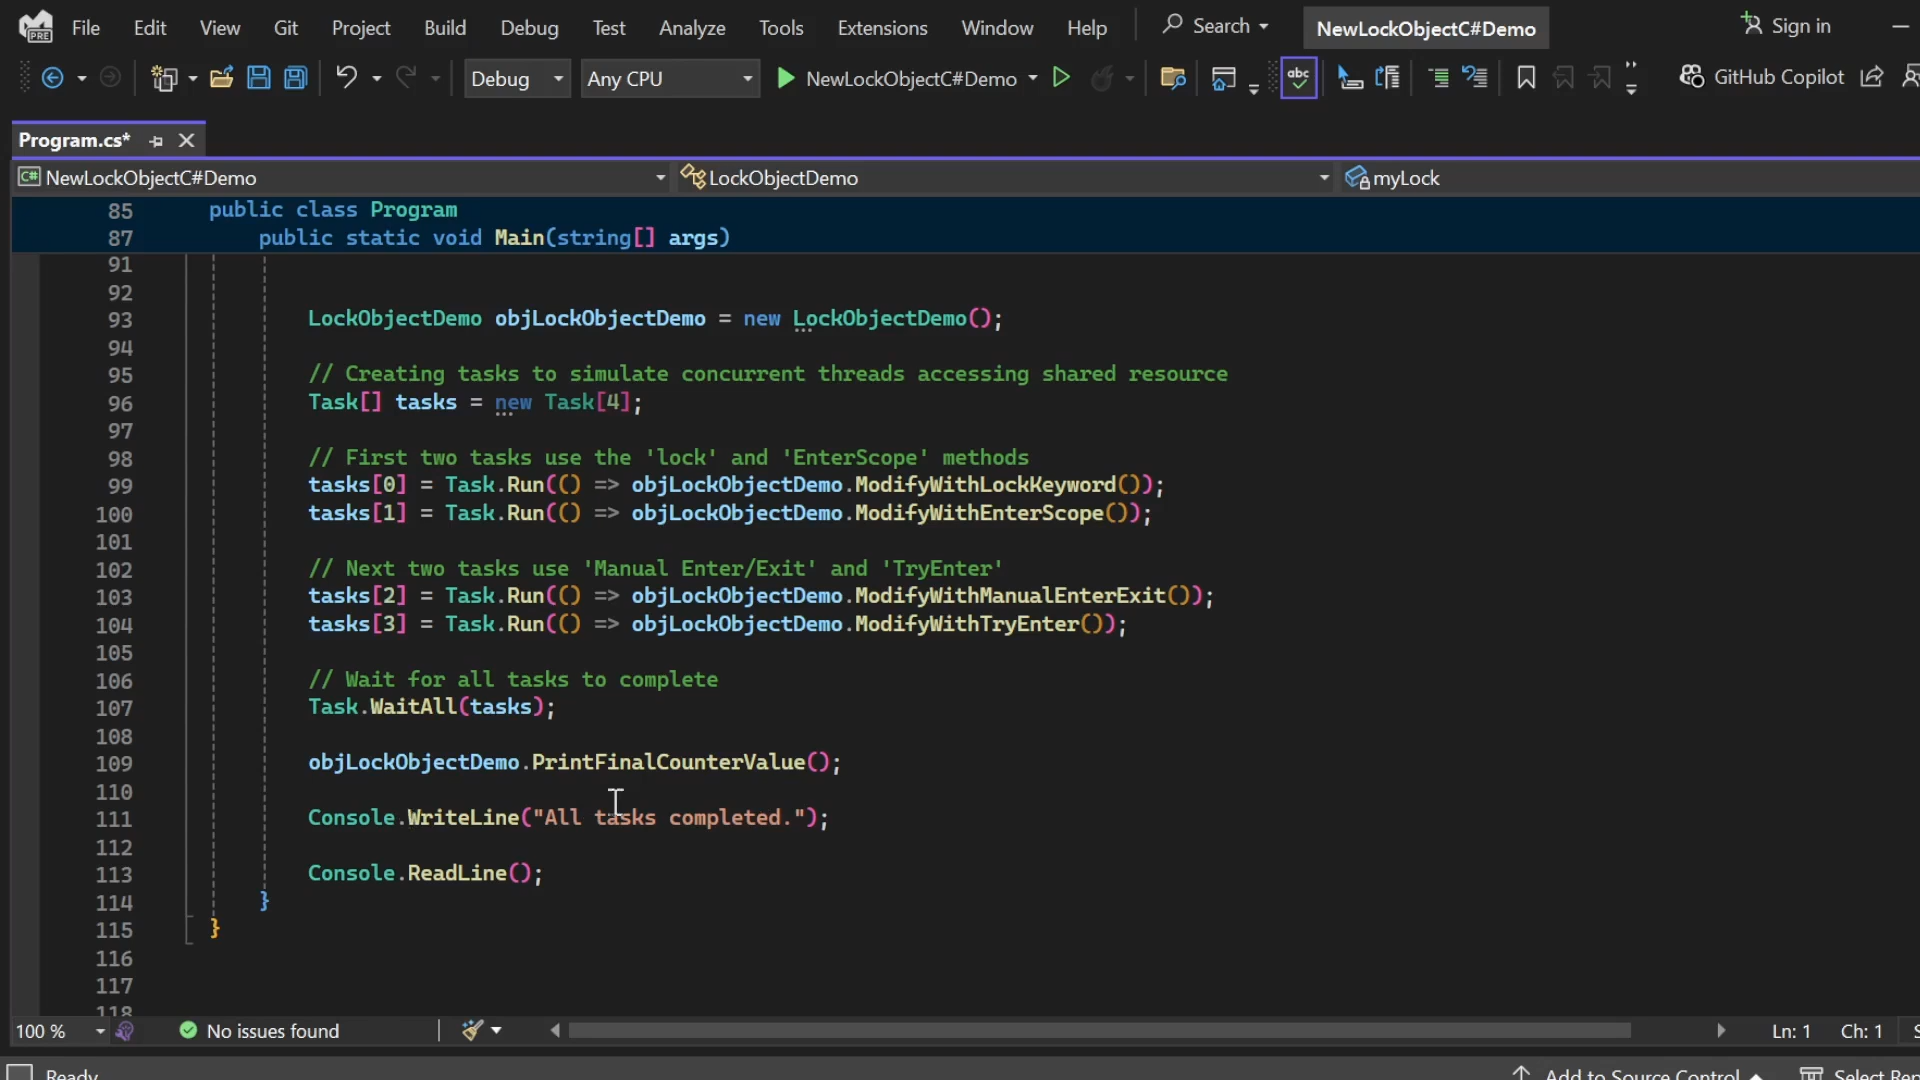 PRE File Edit View Git Project Build Debug Test Analyze Tools Extensions Window Help Search NewLockObjectC#Demo Sign in
Debug Any CPU NewLockObjectC#Demo abc GitHub Copilot
Program.cs*
C# NewLockObjectC#Demo LockObjectDemo myLock
85 public class Program
87 public static void Main(string[] args)
91
92
93 LockObjectDemo objLockObjectDemo = new LockObjectDemo();
94
95 // Creating tasks to simulate concurrent threads accessing shared resource
96 Task[] tasks = new Task[4];
97
98 // First two tasks use the 'lock' and 'EnterScope' methods
99 tasks[0] = Task.Run(() => objLockObjectDemo.ModifyWithLockKeyword());
100 tasks[1] = Task.Run(() => objLockObjectDemo.ModifyWithEnterScope());
101
102 // Next two tasks use 'Manual Enter/Exit' and 'TryEnter'
103 tasks[2] = Task.Run(() => objLockObjectDemo.ModifyWithManualEnterExit());
104 tasks[3] = Task.Run(() => objLockObjectDemo.ModifyWithTryEnter());
105
106 // Wait for all tasks to complete
107 Task.WaitAll(tasks);
108
109 objLockObjectDemo.PrintFinalCounterValue();
110
111 Console.WriteLine("All tasks completed.");
112
113 Console.ReadLine();
114 }
115 }
116
117
118
100 % No issues found Ln: 1 Ch: 1
Ready Add to Source Control Select Rep